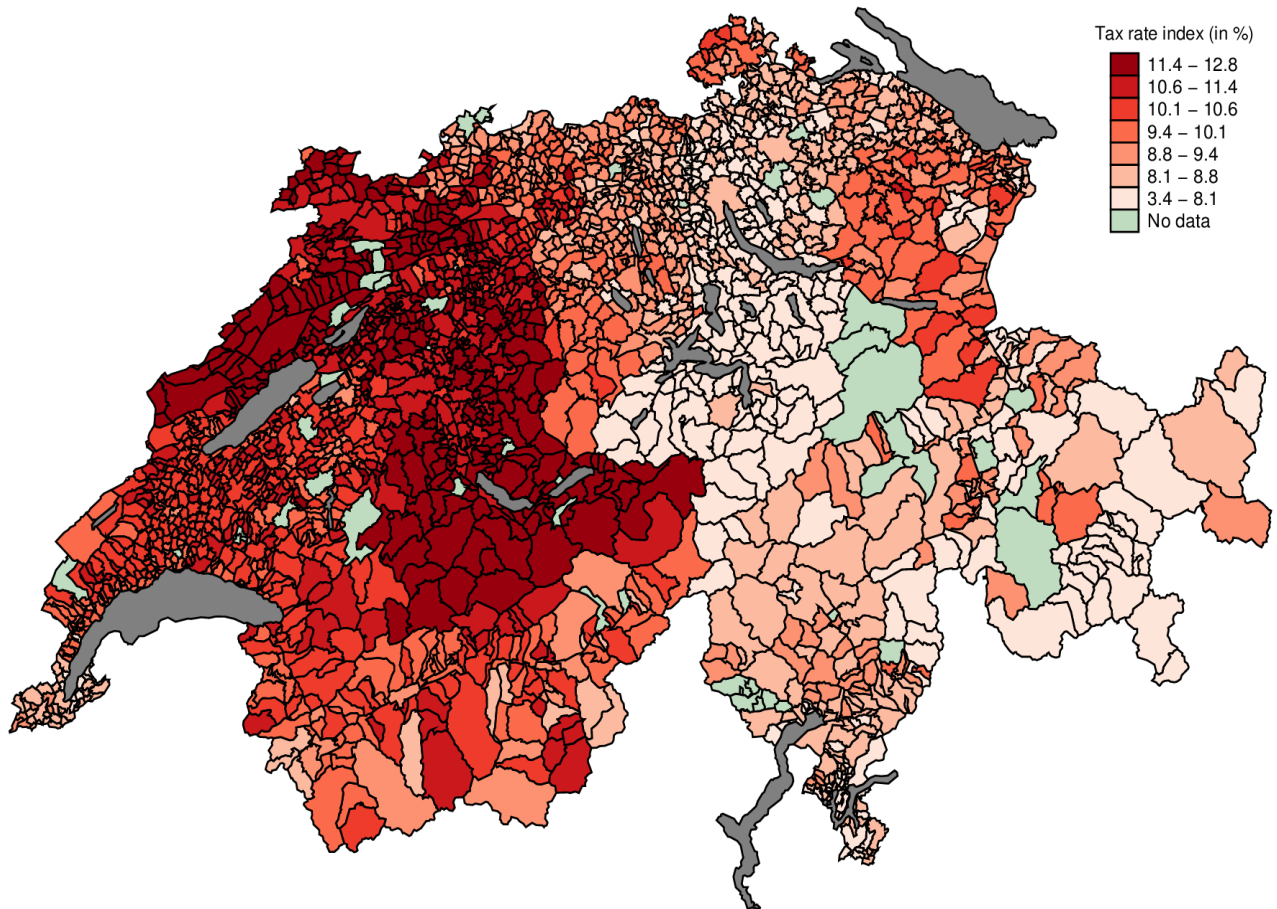 Tax rate index (in %)
11.4 – 12.8
10.6 – 11.4
10.1 – 10.6
9.4 – 10.1
8.8 – 9.4
8.1 – 8.8
3.4 – 8.1
No data